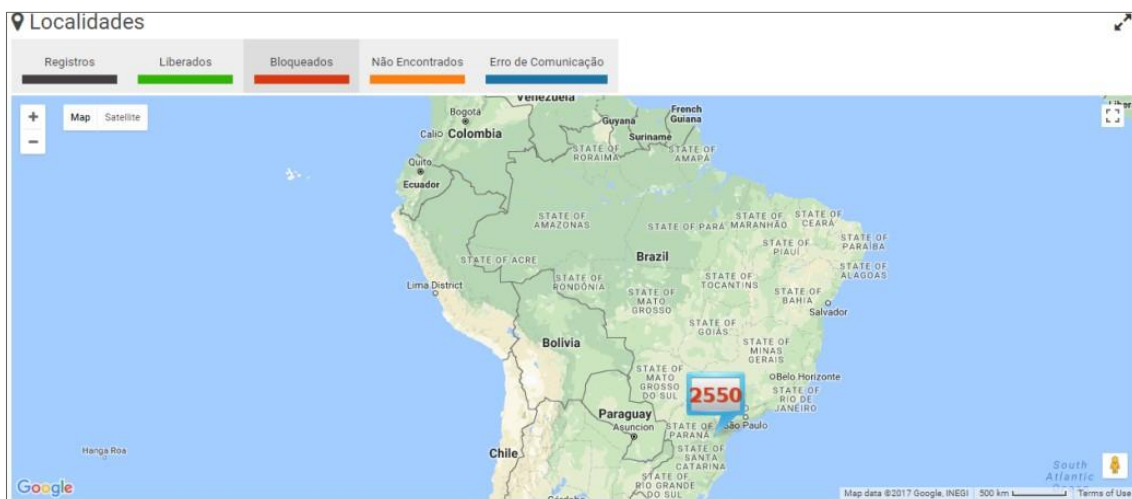 Localidades
Registros
Liberados
Bloqueados
Não Encontrados
Erro de Comunicação
+
Map
Satellite
−
Venezuela
Bogotá
Guyana
French
Guiana
Calio
Colombia
Suriname
STATE OF
RORAIMA
STATE OF
AMAPÁ
Quito
Ecuador
STATE OF
AMAZONAS
STATE OF PARÁ
STATE OF
MARANHÃO
STATE OF
CEARÁ
STATE OF
PIAUÍ
STATE OF
PARAÍBA
STATE OF ACRE
Brazil
STATE OF
ALAGOAS
Lima District
STATE OF
RONDÔNIA
STATE OF
MATO
GROSSO
STATE OF
TOCANTINS
STATE OF
BAHIA
Salvador
STATE OF
GOIÁS
Bolivia
STATE OF
MINAS
GERAIS
STATE OF
MATO
GROSSO
DO SUL
Belo Horizonte
2550
STATE OF
RIO DE
JANEIRO
Paraguay
Asuncion
STATE OF
PARANÁ
São Paulo
Hanga Roa
Chile
STATE OF
SANTA
CATARINA
STATE OF
RIO GRANDE
DO SUL
Córdoba
South
Atlantic
Google
Map data ©2017 Google, INEGI
500 km
Terms of Use